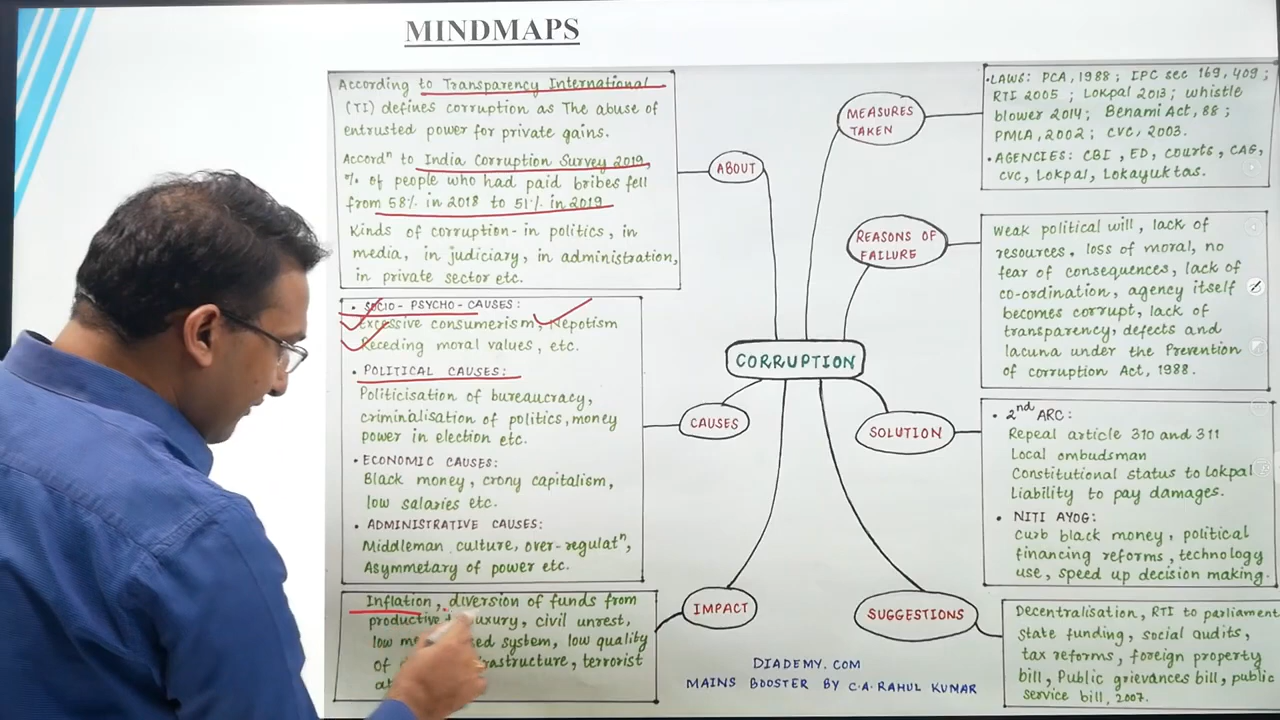 MINDMAPS
According to Transparency International
(TI) defines corruption as The abuse of
entrusted power for private gains.
Accordⁿ to India Corruption Survey 2019,
% of people who had paid bribes fell
from 58% in 2018 to 51% in 2019
Kinds of corruption- in politics, in
media, in judiciary, in administration,
in private sector etc.
ABOUT
• SOCIO-PSYCHO-CAUSES:
Excessive consumerism, Nepotism
Receding moral values, etc.
• POLITICAL CAUSES:
Politicisation of bureaucracy,
criminalisation of politics, money
power in election etc.
• ECONOMIC CAUSES:
Black money, crony capitalism,
low salaries etc.
• ADMINISTRATIVE CAUSES:
Middleman culture, over-regulatⁿ,
Asymmetary of power etc.
CAUSES
Inflation, diversion of funds from
productive luxury, civil unrest,
low system, low quality
of terrorist
IMPACT
CORRUPTION
MEASURES
TAKEN
• LAWS: PCA, 1988; IPC sec 169, 409;
RTI 2005; Lokpal 2013; whistle
blower 2014; Benami Act, 88;
PMLA, 2002; CVC, 2003.
• AGENCIES: CBI, ED, courts, CAG,
CVC, Lokpal, Lokayuktas.
REASONS OF
FAILURE
Weak political will, lack of
resources, loss of moral, no
fear of consequences, lack of
co-ordination, agency itself
becomes corrupt, lack of
transparency, defects and
lacuna under the Prevention
of corruption Act, 1988.
SOLUTION
• 2nd ARC:
Repeal article 310 and 311
Local ombudsman
Constitutional status to Lokpal
Liability to pay damages.
• NITI AYOG:
curb black money, political
financing reforms, technology
use, speed up decision making.
SUGGESTIONS
Decentralisation, RTI to parliament
state funding, social audits,
tax reforms, foreign property
bill, Public grievances bill, public
service bill, 2007.
DIADEMY.COM
MAINS BOOSTER BY C.A. RAHUL KUMAR